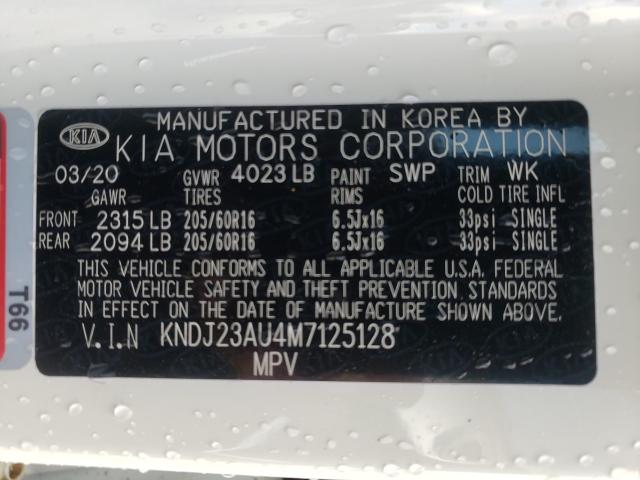 MANUFACTURED IN KOREA BY
KIA KIA MOTORS CORPORATION
03/20 GVWR 4023 LB PAINT SWP TRIM WK
GAWR TIRES RIMS COLD TIRE INFL
FRONT 2315 LB 205/60R16 6.5Jx16 33psi SINGLE
REAR 2094 LB 205/60R16 6.5Jx16 33psi SINGLE
THIS VEHICLE CONFORMS TO ALL APPLICABLE U.S.A. FEDERAL
MOTOR VEHICLE SAFETY AND THEFT PREVENTION STANDARDS
IN EFFECT ON THE DATE OF MANUFACTURE SHOWN ABOVE.
V.I.N KNDJ23AU4M7125128
MPV
T66